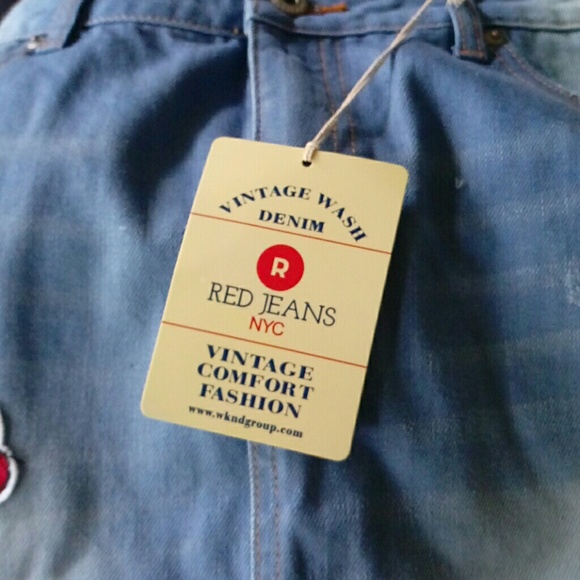 VINTAGE WASH
DENIM
R
RED JEANS
NYC
VINTAGE
COMFORT
FASHION
www.wkndgroup.com